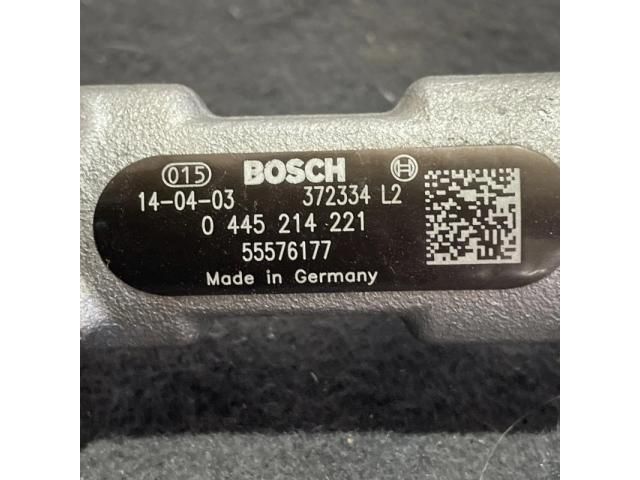 015 BOSCH
14-04-03 372334 L2
0 445 214 221
55576177
Made in Germany